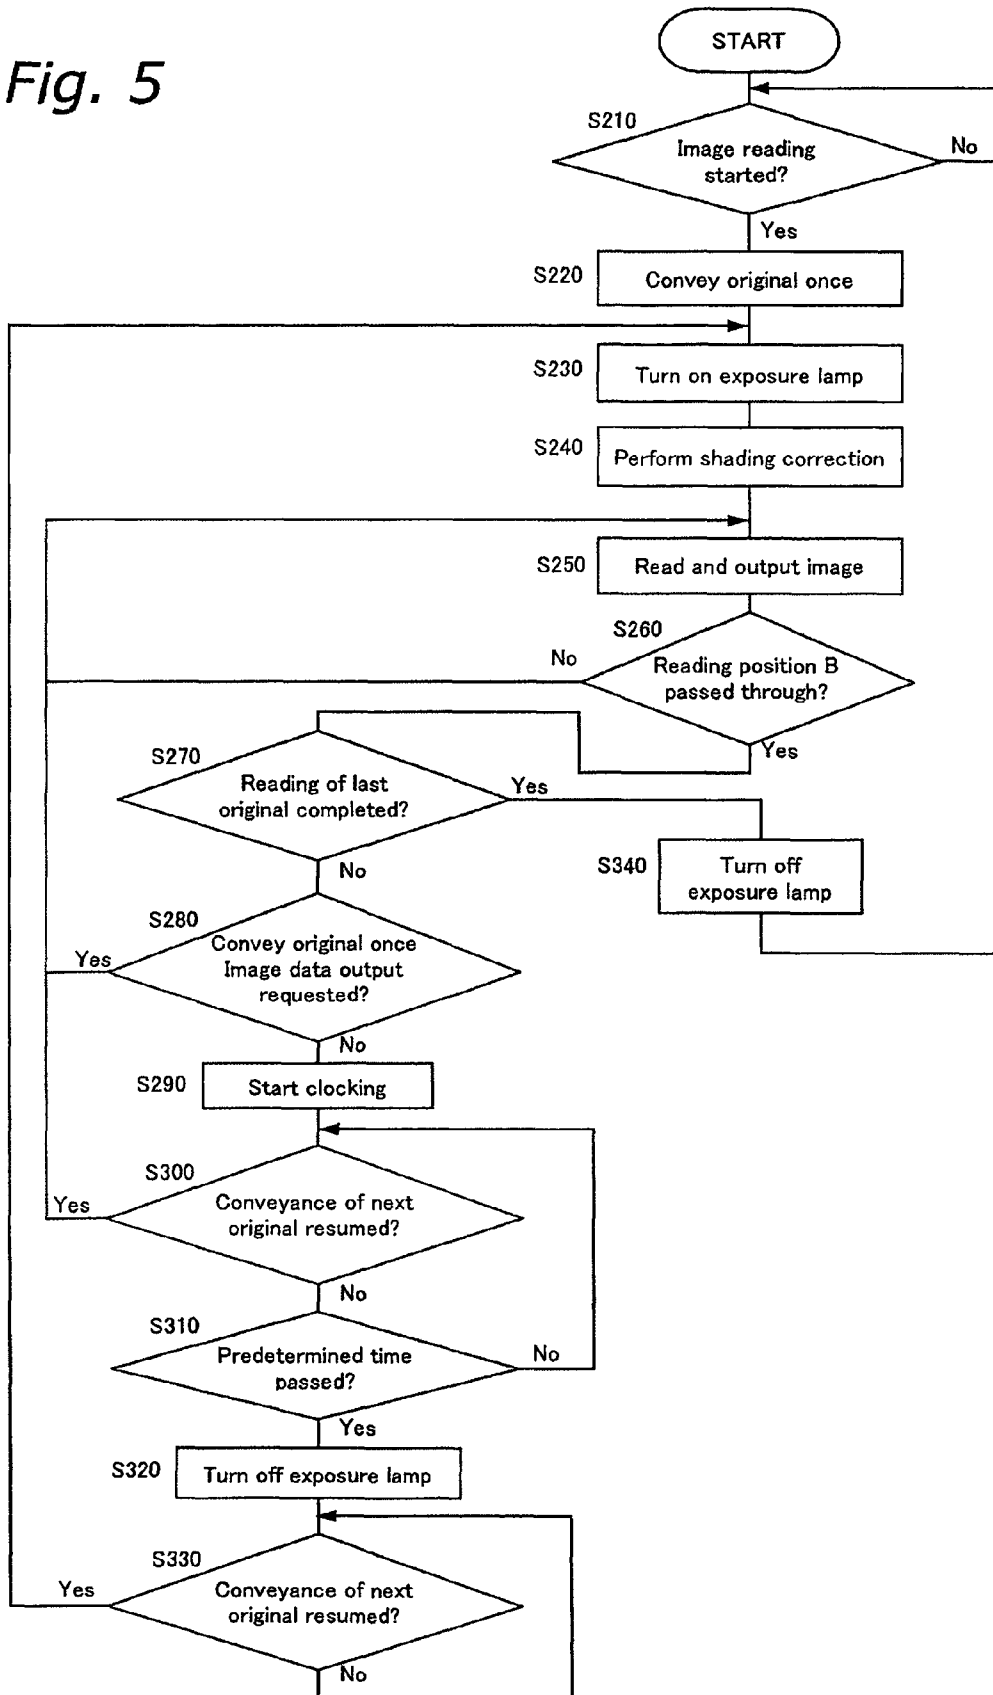 Fig. 5
START
S210
Image reading
started?
No
Yes
S220
Convey original once
S230
Turn on exposure lamp
S240
Perform shading correction
S250
Read and output image
S260
Reading position B
passed through?
No
Yes
S270
Reading of last
original completed?
Yes
No
S340
Turn off
exposure lamp
S280
Convey original once
Image data output
requested?
Yes
No
S290
Start clocking
S300
Conveyance of next
original resumed?
Yes
No
S310
Predetermined time
passed?
No
Yes
S320
Turn off exposure lamp
S330
Conveyance of next
original resumed?
Yes
No